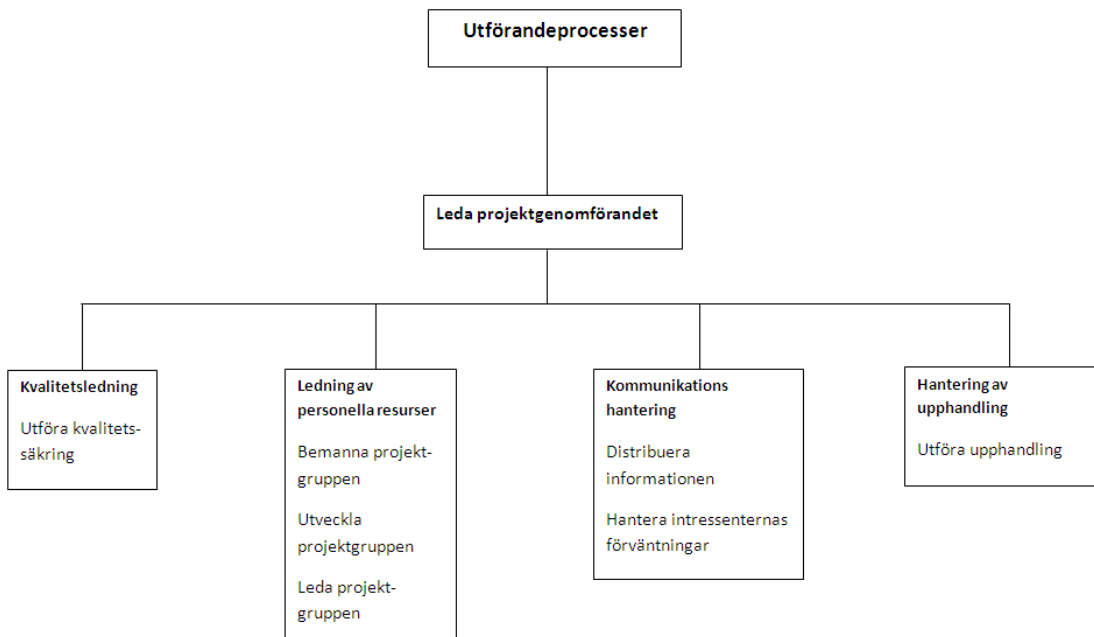 Utförandeprocesser
Leda projektgenomförandet
Kvalitetsledning
Utföra kvalitets-
säkring
Ledning av
personella resurser
Bemanna projekt-
gruppen
Utveckla
projektgruppen
Leda projekt-
gruppen
Kommunikations
hantering
Distribuera
informationen
Hantera intressenternas
förväntningar
Hantering av
upphandling
Utföra upphandling